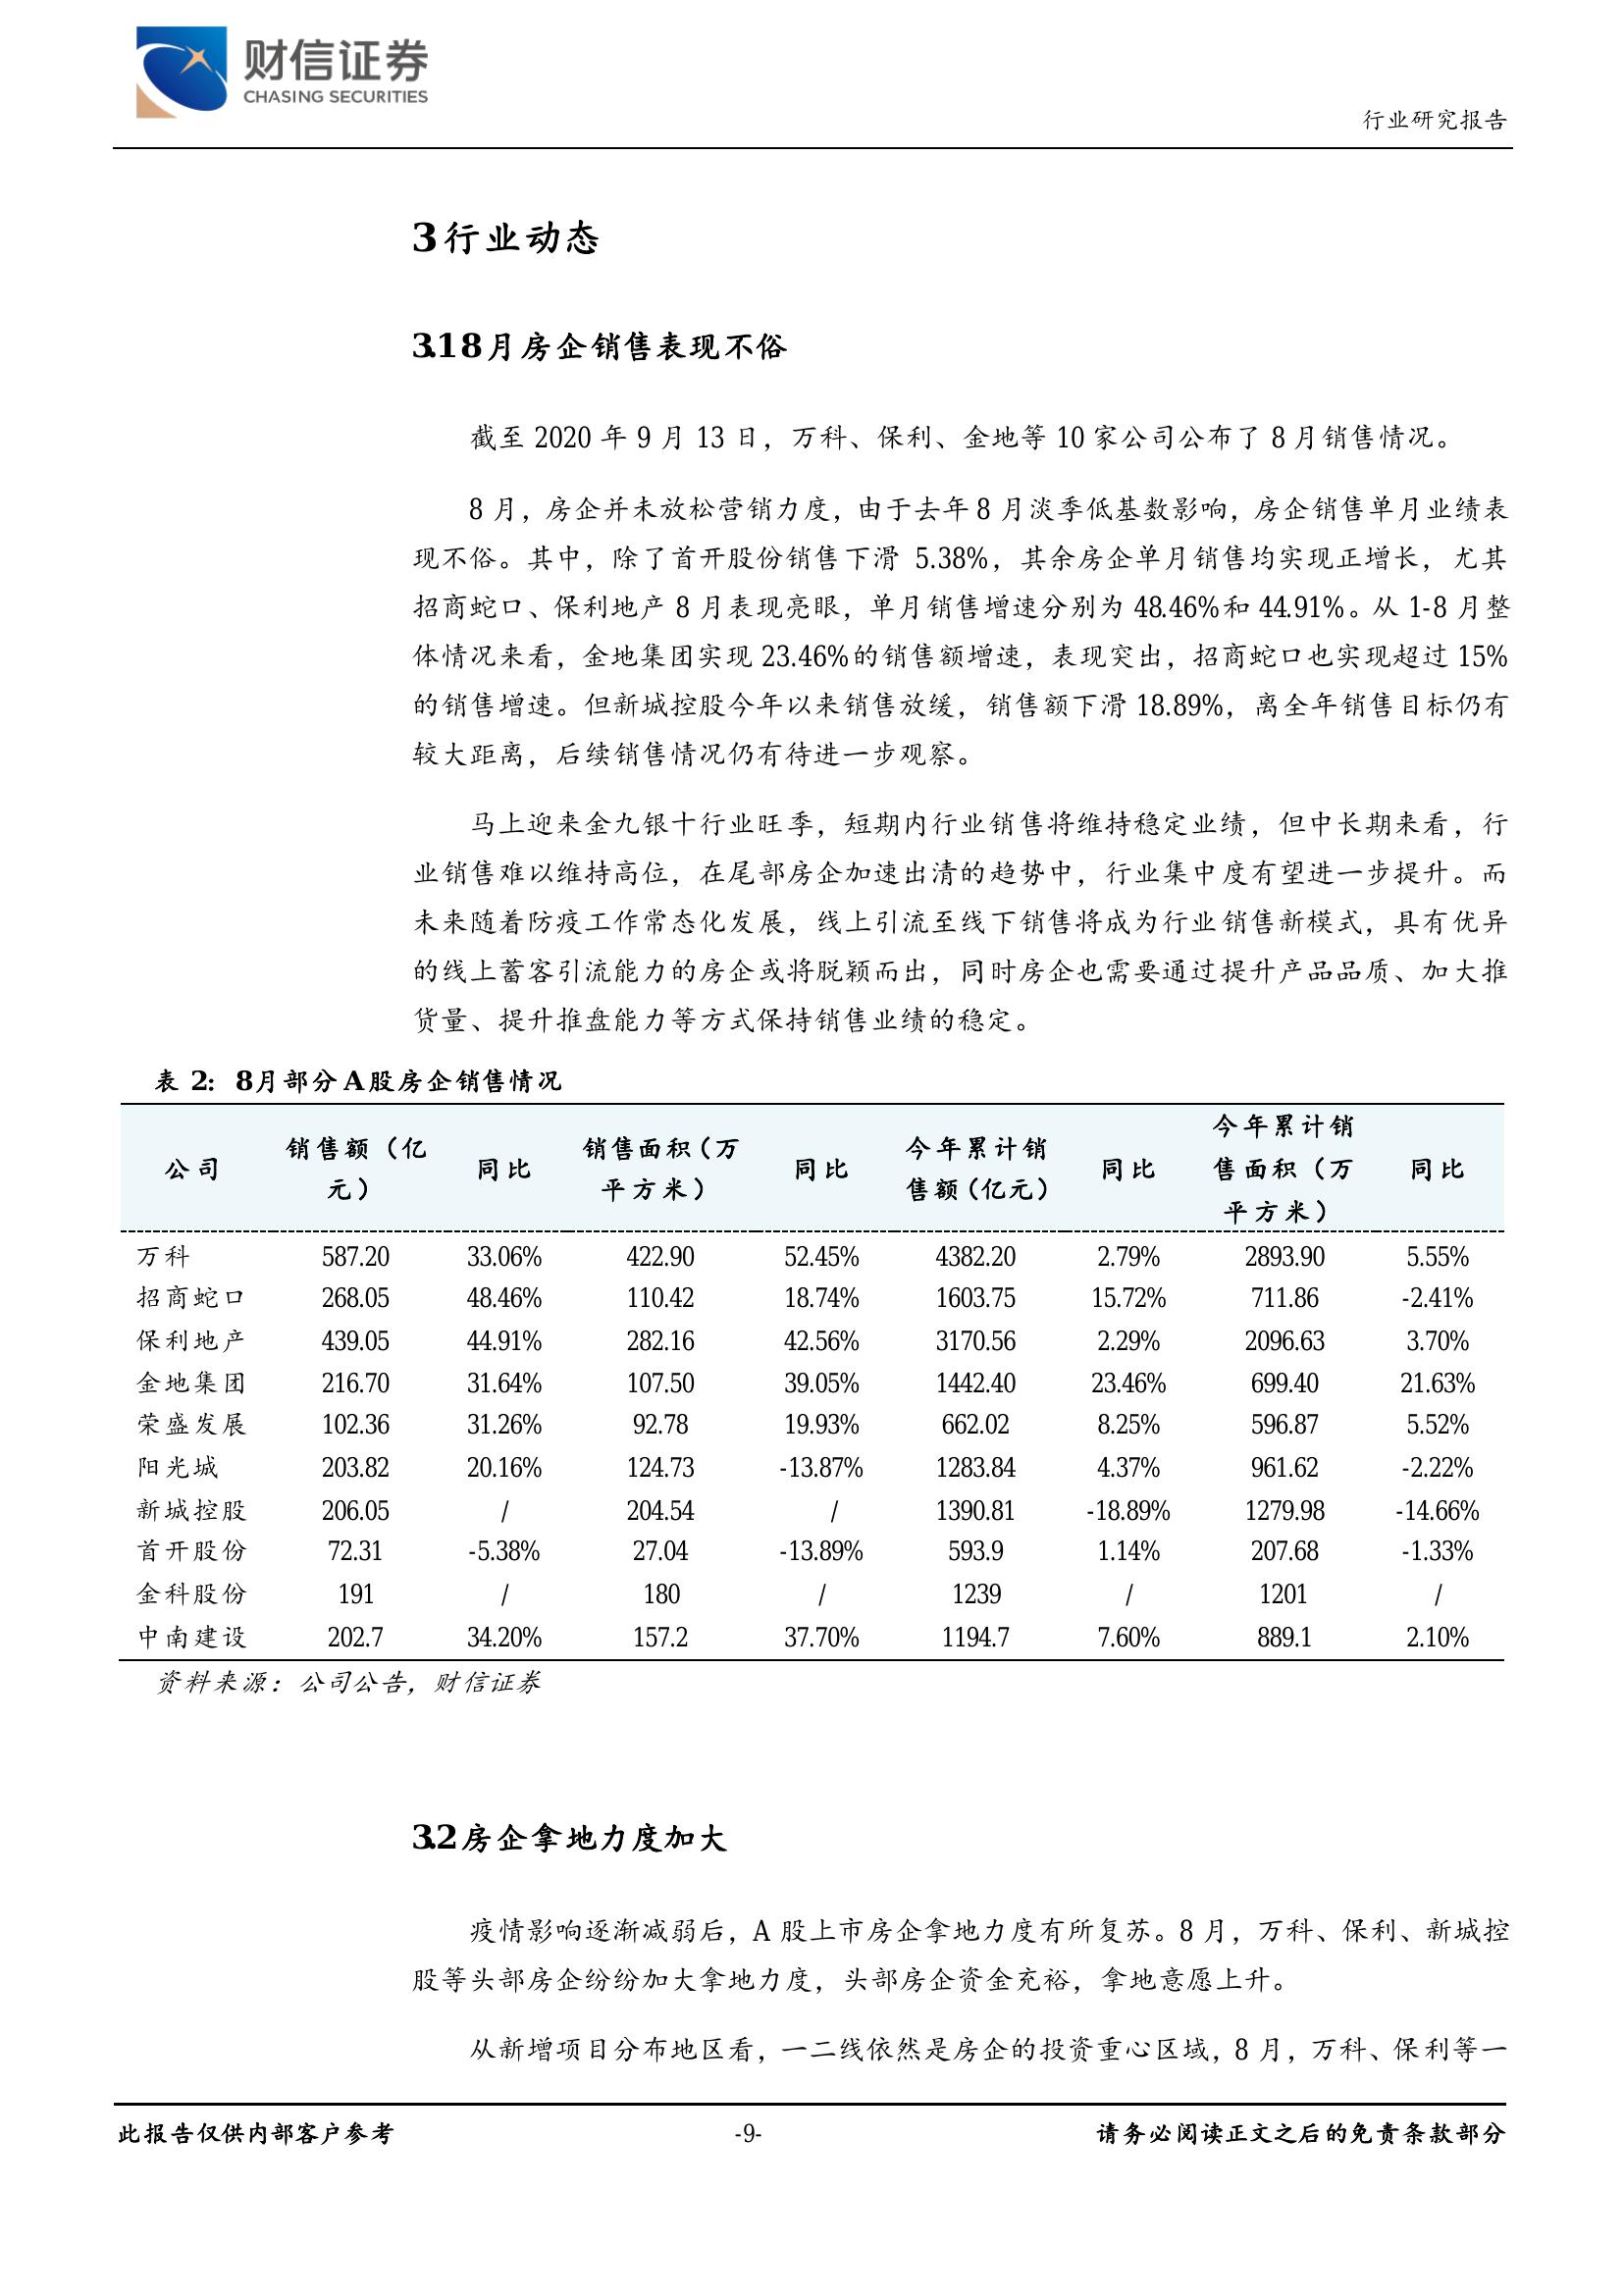 财信证券
CHASING SECURITIES
行业研究报告
3 行业动态
3.1 8月房企销售表现不俗
截至 2020 年 9 月 13 日，万科、保利、金地等 10 家公司公布了 8 月销售情况。
8 月，房企并未放松营销力度，由于去年 8 月淡季低基数影响，房企销售单月业绩表
现不俗。其中，除了首开股份销售下滑 5.38%，其余房企单月销售均实现正增长，尤其
招商蛇口、保利地产 8 月表现亮眼，单月销售增速分别为 48.46%和 44.91%。从 1-8 月整
体情况来看，金地集团实现 23.46%的销售额增速，表现突出，招商蛇口也实现超过 15%
的销售增速。但新城控股今年以来销售放缓，销售额下滑 18.89%，离全年销售目标仍有
较大距离，后续销售情况仍有待进一步观察。
马上迎来金九银十行业旺季，短期内行业销售将维持稳定业绩，但中长期来看，行
业销售难以维持高位，在尾部房企加速出清的趋势中，行业集中度有望进一步提升。而
未来随着防疫工作常态化发展，线上引流至线下销售将成为行业销售新模式，具有优异
的线上蓄客引流能力的房企或将脱颖而出，同时房企也需要通过提升产品品质、加大推
货量、提升推盘能力等方式保持销售业绩的稳定。
表 2：8月部分A股房企销售情况
公司 销售额（亿元） 同比 销售面积（万平方米） 同比 今年累计销售额（亿元） 同比 今年累计销售面积（万平方米） 同比
万科 587.20 33.06% 422.90 52.45% 4382.20 2.79% 2893.90 5.55%
招商蛇口 268.05 48.46% 110.42 18.74% 1603.75 15.72% 711.86 -2.41%
保利地产 439.05 44.91% 282.16 42.56% 3170.56 2.29% 2096.63 3.70%
金地集团 216.70 31.64% 107.50 39.05% 1442.40 23.46% 699.40 21.63%
荣盛发展 102.36 31.26% 92.78 19.93% 662.02 8.25% 596.87 5.52%
阳光城 203.82 20.16% 124.73 -13.87% 1283.84 4.37% 961.62 -2.22%
新城控股 206.05 / 204.54 / 1390.81 -18.89% 1279.98 -14.66%
首开股份 72.31 -5.38% 27.04 -13.89% 593.9 1.14% 207.68 -1.33%
金科股份 191 / 180 / 1239 / 1201 /
中南建设 202.7 34.20% 157.2 37.70% 1194.7 7.60% 889.1 2.10%
资料来源：公司公告，财信证券
3.2 房企拿地力度加大
疫情影响逐渐减弱后，A 股上市房企拿地力度有所复苏。8 月，万科、保利、新城控
股等头部房企纷纷加大拿地力度，头部房企资金充裕，拿地意愿上升。
从新增项目分布地区看，一二线依然是房企的投资重心区域，8 月，万科、保利等一
此报告仅供内部客户参考 -9- 请务必阅读正文之后的免责条款部分